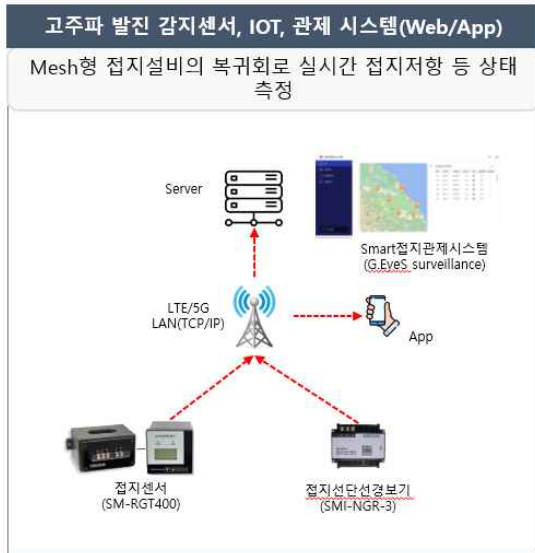 고주파 발진 감지센서, IOT, 관제 시스템(Web/App)
Mesh형 접지설비의 복귀회로 실시간 접지저항 등 상태
측정
Server
Smart접지관제시스템
(G.EyeS surveillance)
LTE/5G
LAN(TCP/IP)
App
접지센서
(SM-RGT400)
접지선단선경보기
(SMI-NGR-3)